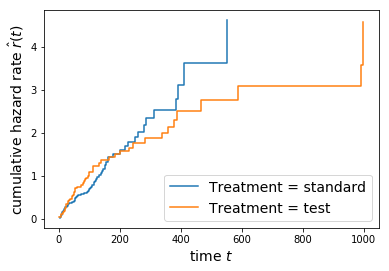 cumulative hazard rate r̂(t)
4
3
2
1
0
0 200 400 600 800 1000
time t
Treatment = standard
Treatment = test